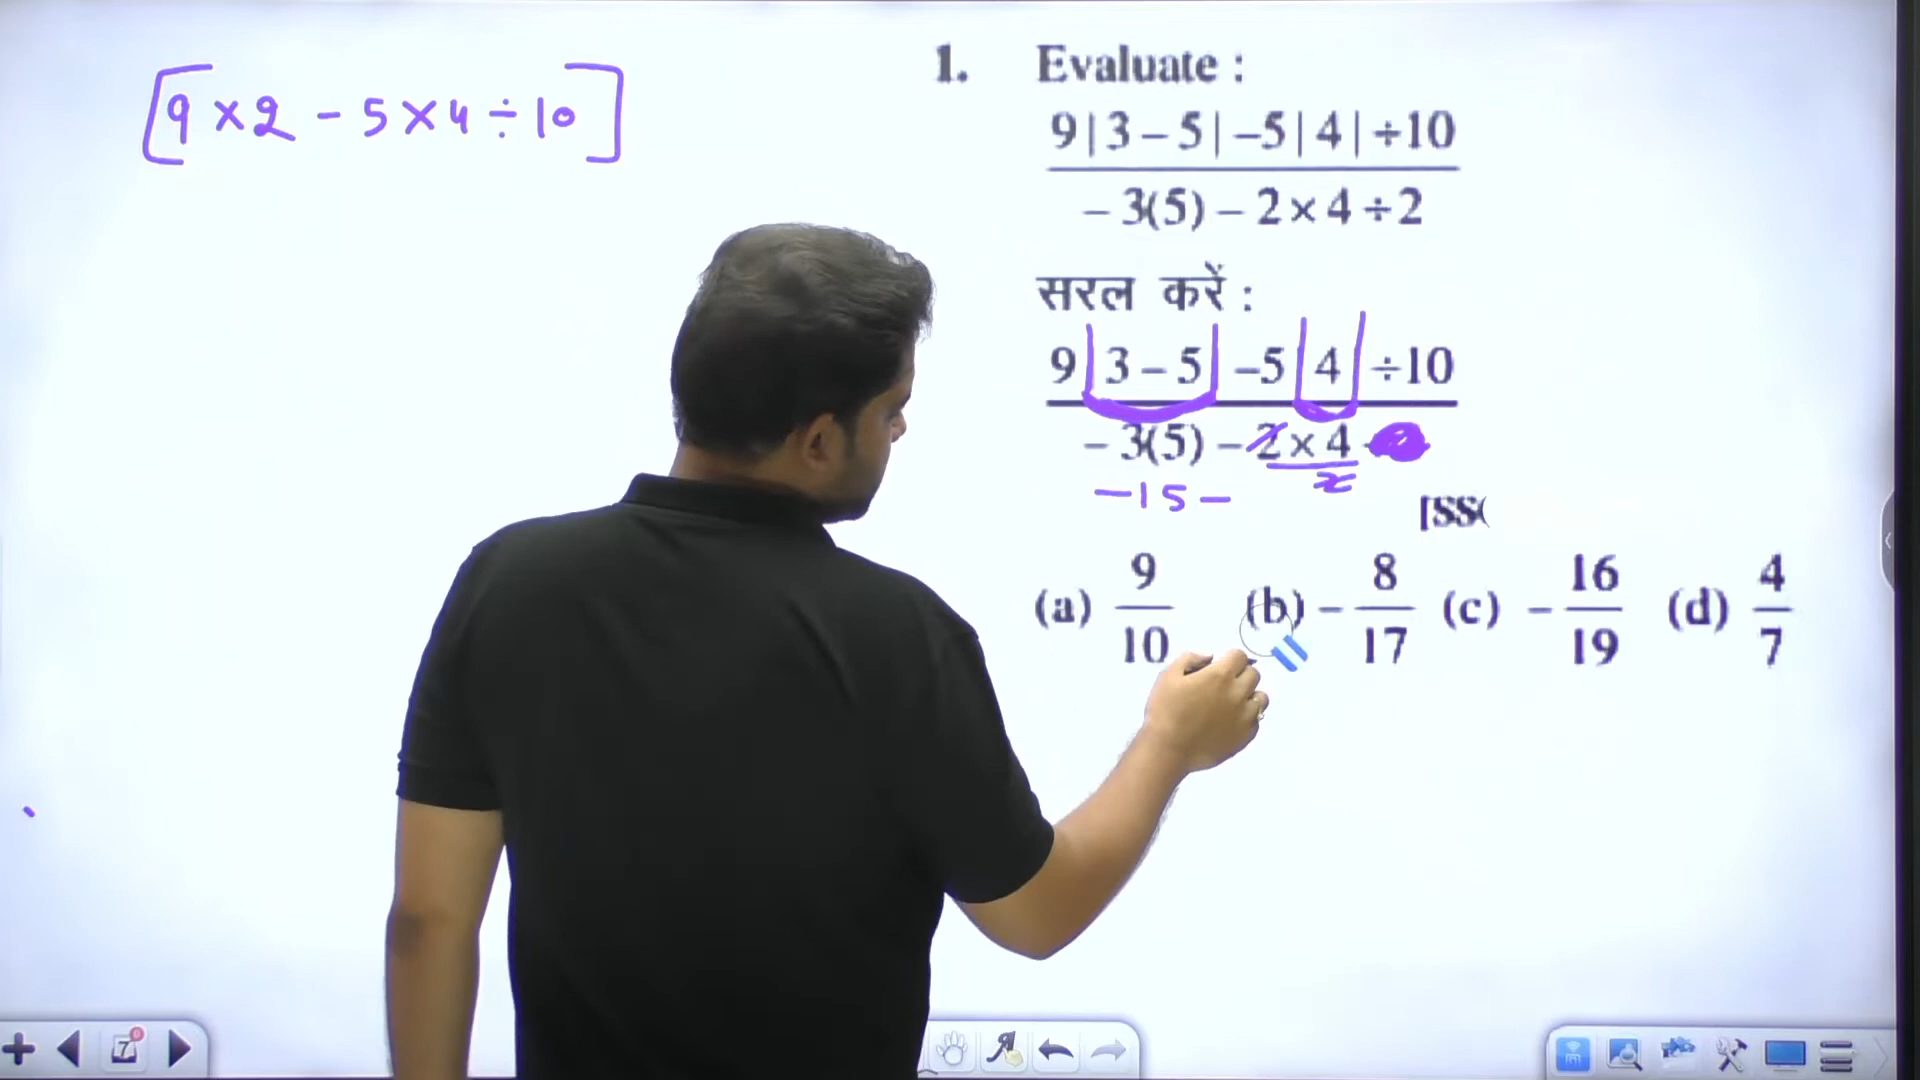 [9 × 2 - 5 × 4 ÷ 10]
1. Evaluate :
9|3 – 5| –5|4| ÷10
– 3(5) – 2 × 4 ÷ 2
सरल करें :
9|3 – 5| –5|4| ÷10
– 3(5) – 2 × 4
– 15 –
[SSC
(a) 9/10 (b) – 8/17 (c) – 16/19 (d) 4/7
7